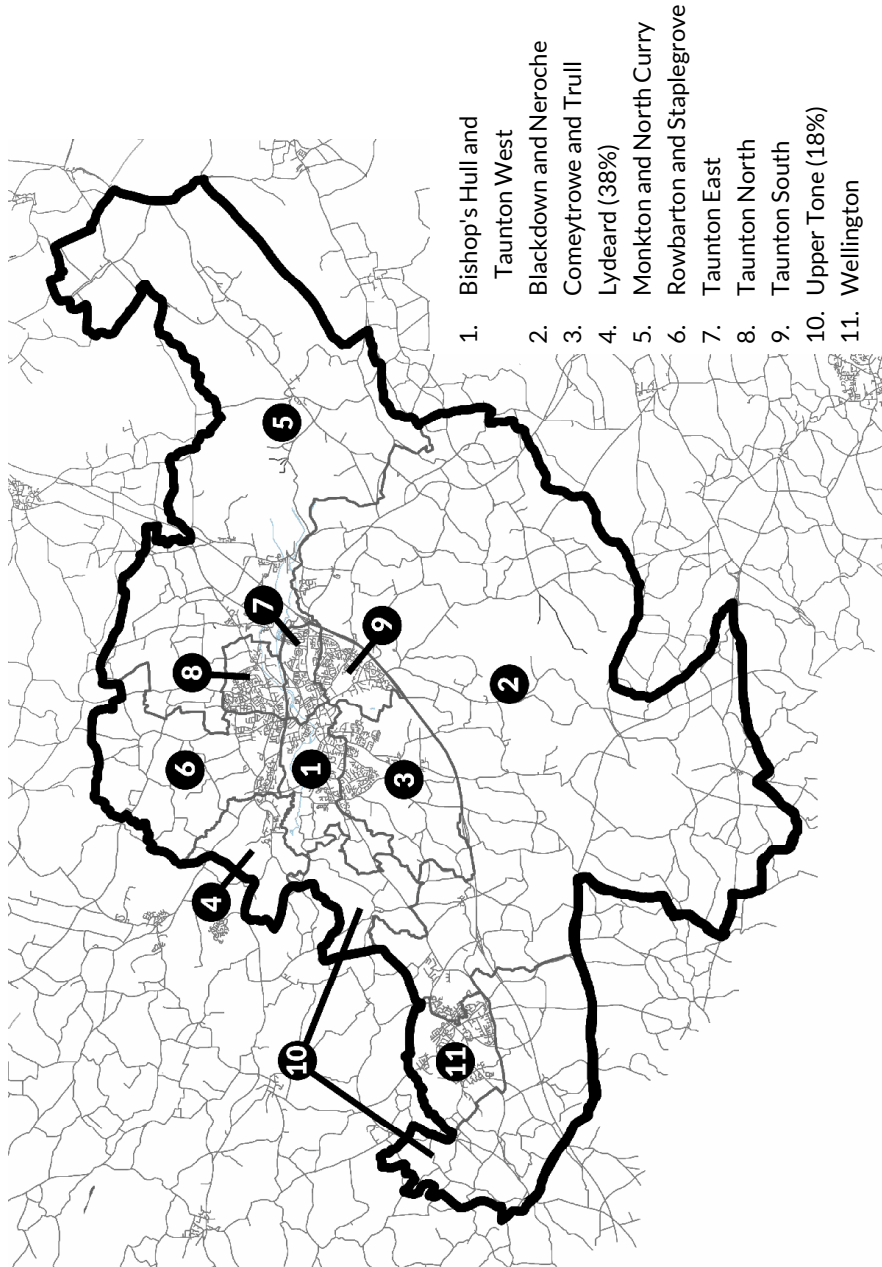 1. Bishop's Hull and
Taunton West
2. Blackdown and Neroche
3. Comeytrowe and Trull
4. Lydeard (38%)
5. Monkton and North Curry
6. Rowbarton and Staplegrove
7. Taunton East
8. Taunton North
9. Taunton South
10. Upper Tone (18%)
11. Wellington
10
11
4
6
8
1
3
7
9
2
5